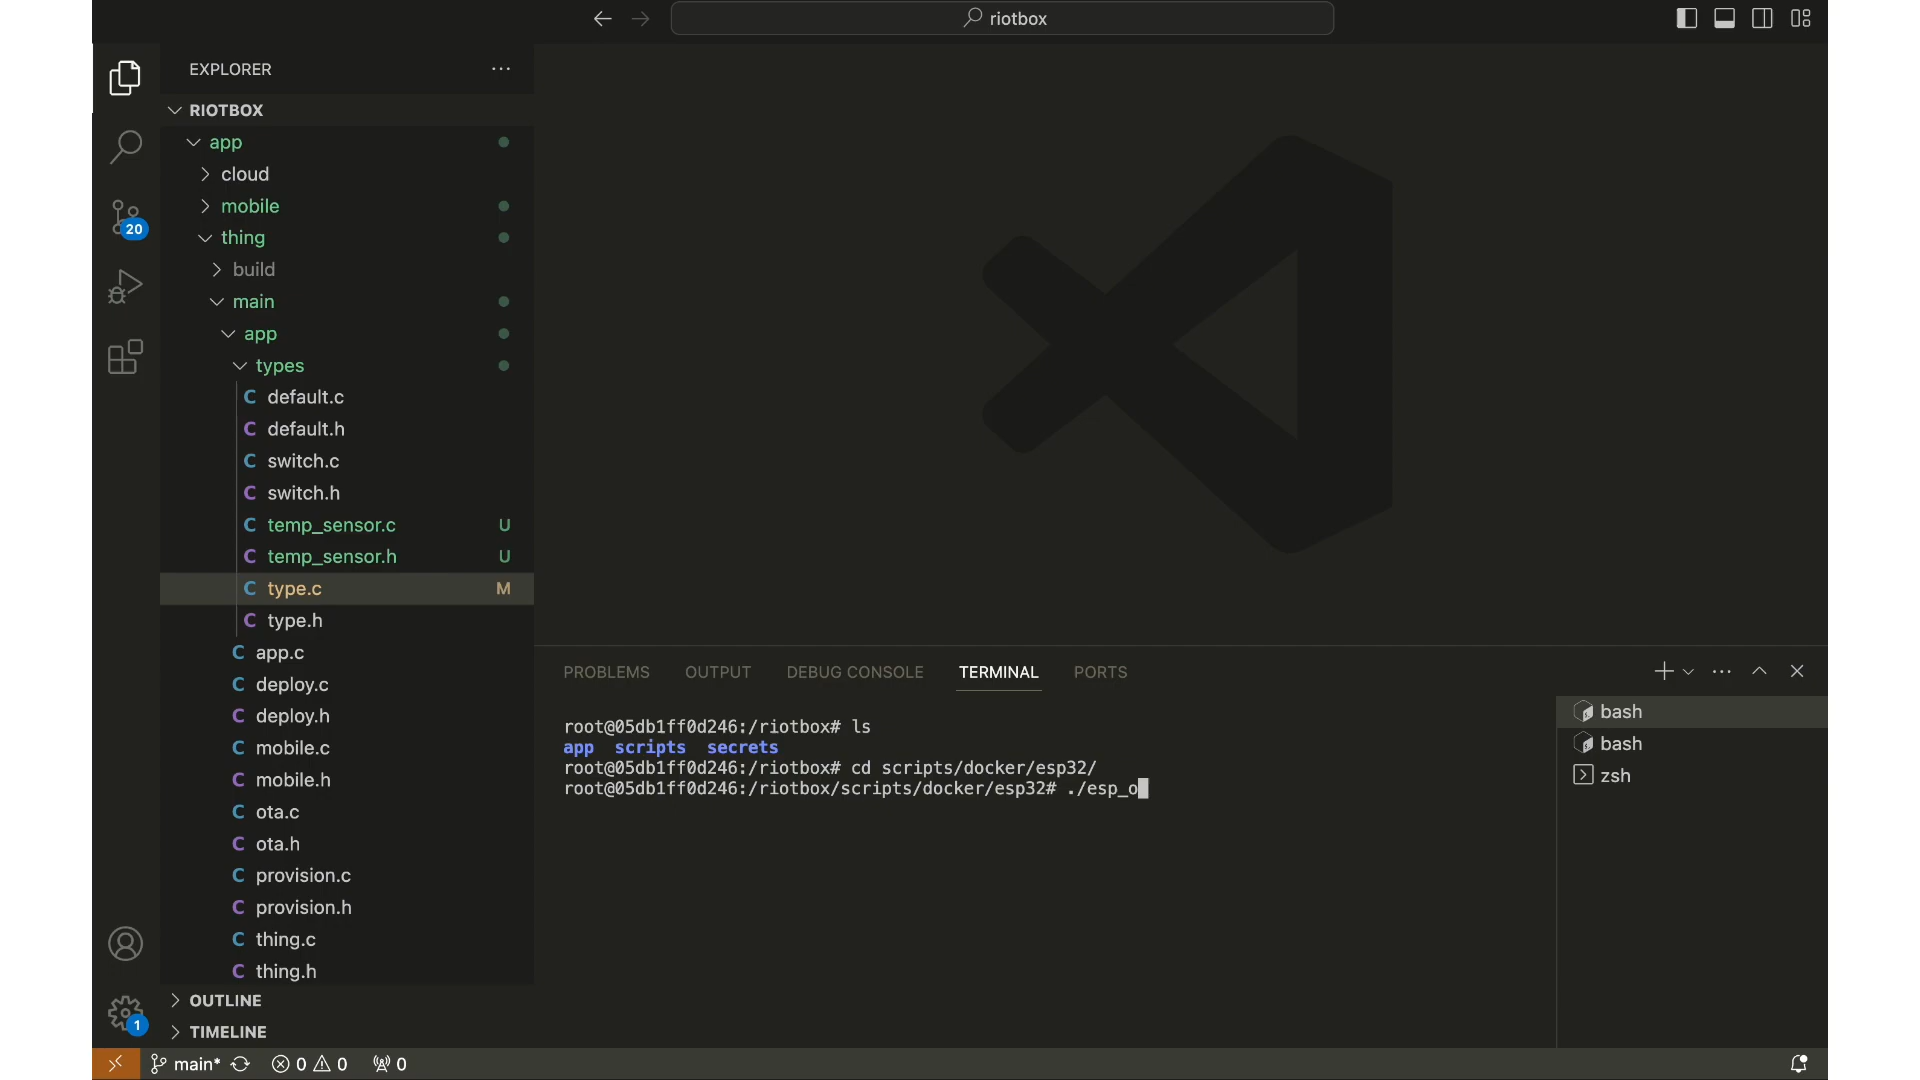 riotbox
EXPLORER
RIOTBOX
app
cloud
mobile
thing
build
main
app
types
C default.c
C default.h
C switch.c
C switch.h
C temp_sensor.c U
C temp_sensor.h U
C type.c M
C type.h
C app.c
C deploy.c
C deploy.h
C mobile.c
C mobile.h
C ota.c
C ota.h
C provision.c
C provision.h
C thing.c
C thing.h
OUTLINE
TIMELINE
20
1
PROBLEMS OUTPUT DEBUG CONSOLE TERMINAL PORTS
root@05db1ff0d246:/riotbox# ls
app scripts secrets
root@05db1ff0d246:/riotbox# cd scripts/docker/esp32/
root@05db1ff0d246:/riotbox/scripts/docker/esp32# ./esp_o
bash
bash
zsh
main* 0 0 0